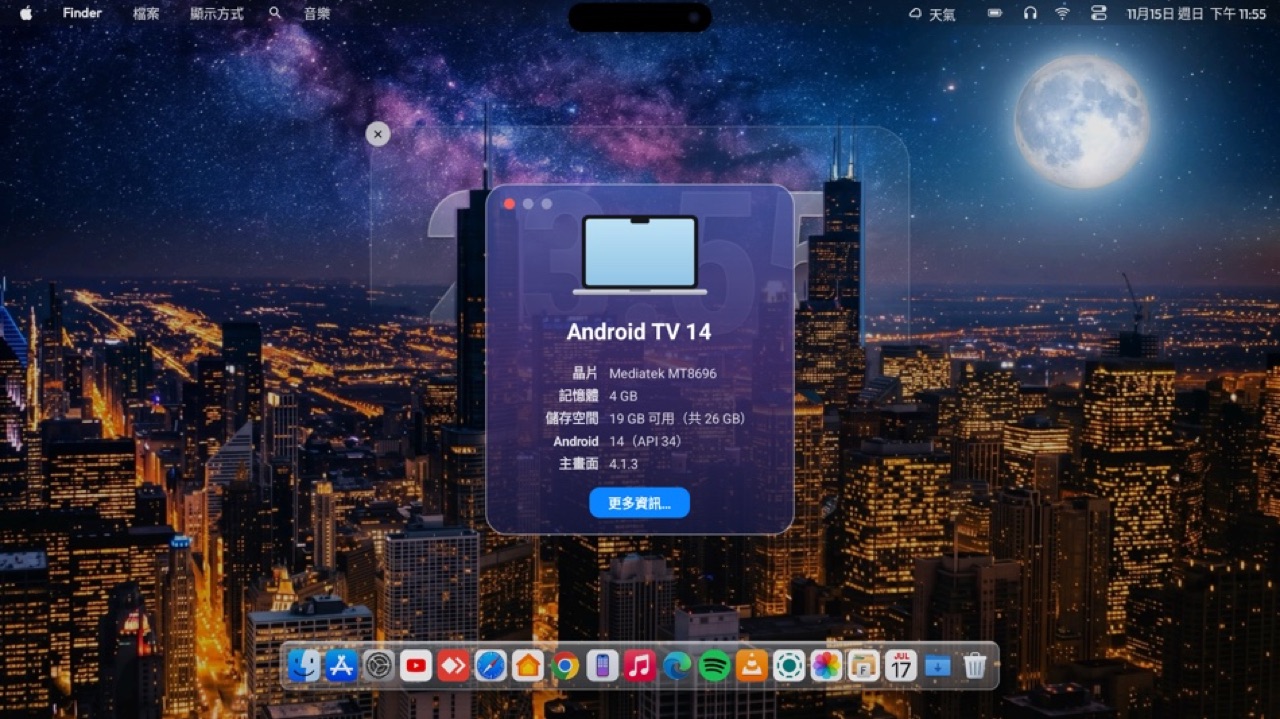 Finder 檔案 顯示方式 音樂 天氣 11月15日 週日 下午 11:55
23:55
Android TV 14
晶片 Mediatek MT8696
記憶體 4 GB
儲存空間 19 GB 可用（共 26 GB）
Android 14（API 34）
主畫面 4.1.3
更多資訊...
JUL
17
F